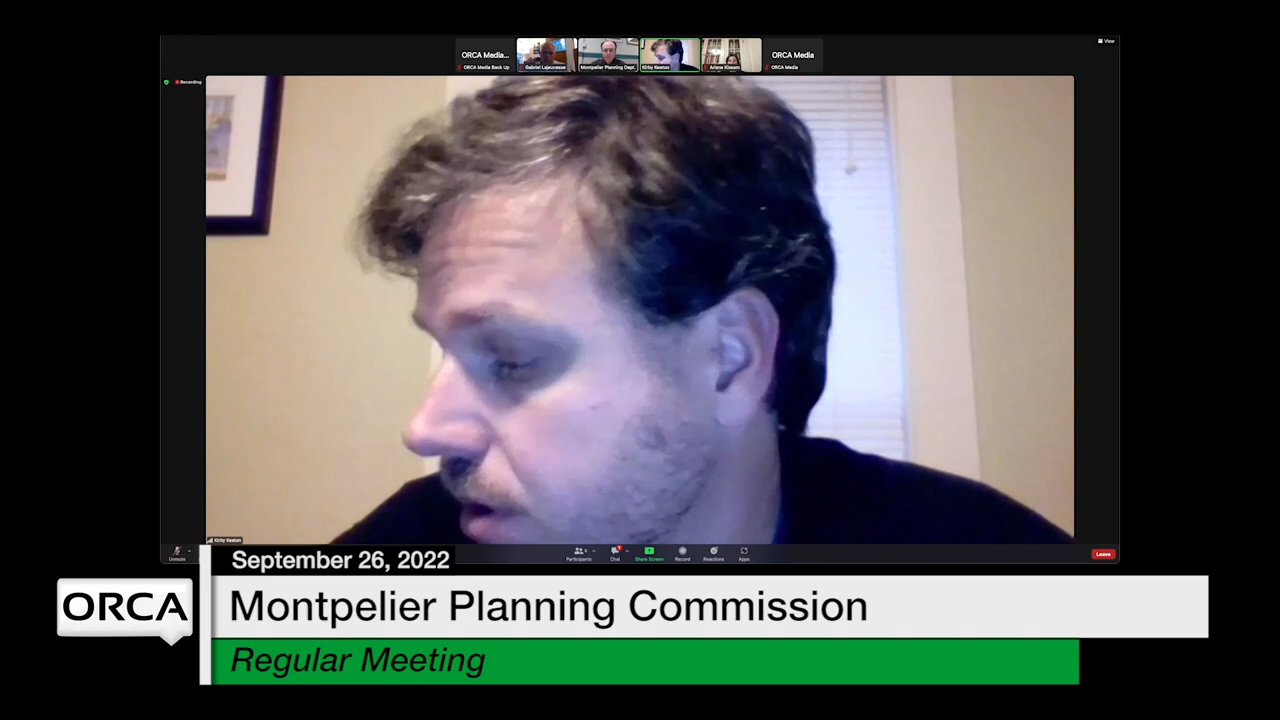 View
ORCA Media...
ORCA Media
ORCA Media Back Up
Gabriel Lajeunesse
Montpelier Planning Dept.
Kirby Keeton
Ariane Kissam
ORCA Media
Recording
Kirby Keeton
Unmute
Participants
Chat
Share Screen
Record
Reactions
Apps
Leave
September 26, 2022
ORCA
Montpelier Planning Commission
Regular Meeting